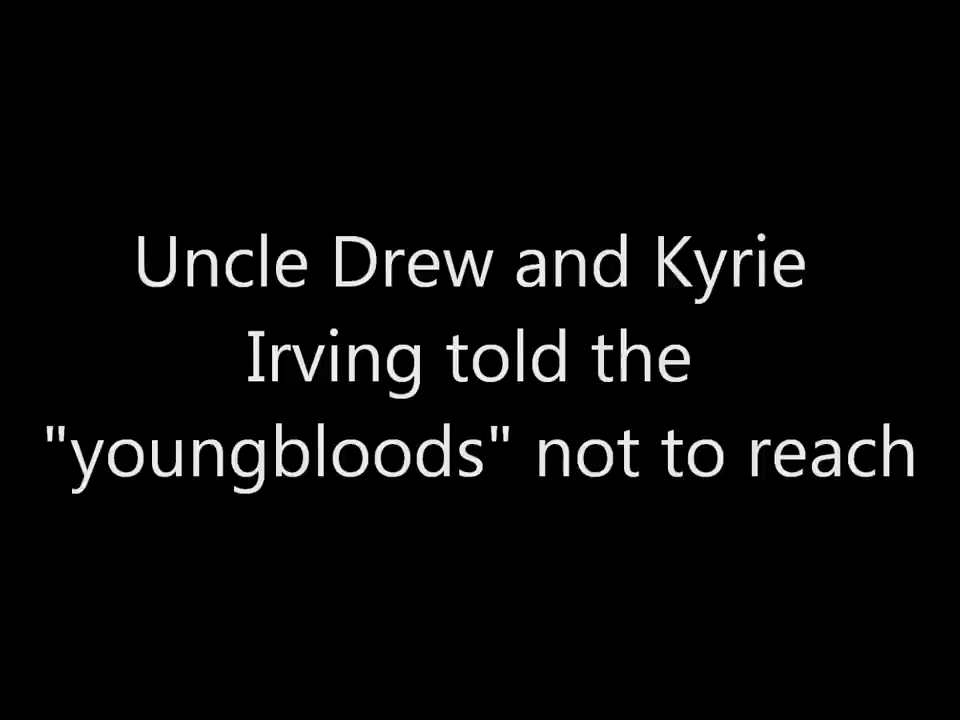 Uncle Drew and Kyrie
Irving told the
"youngbloods" not to reach